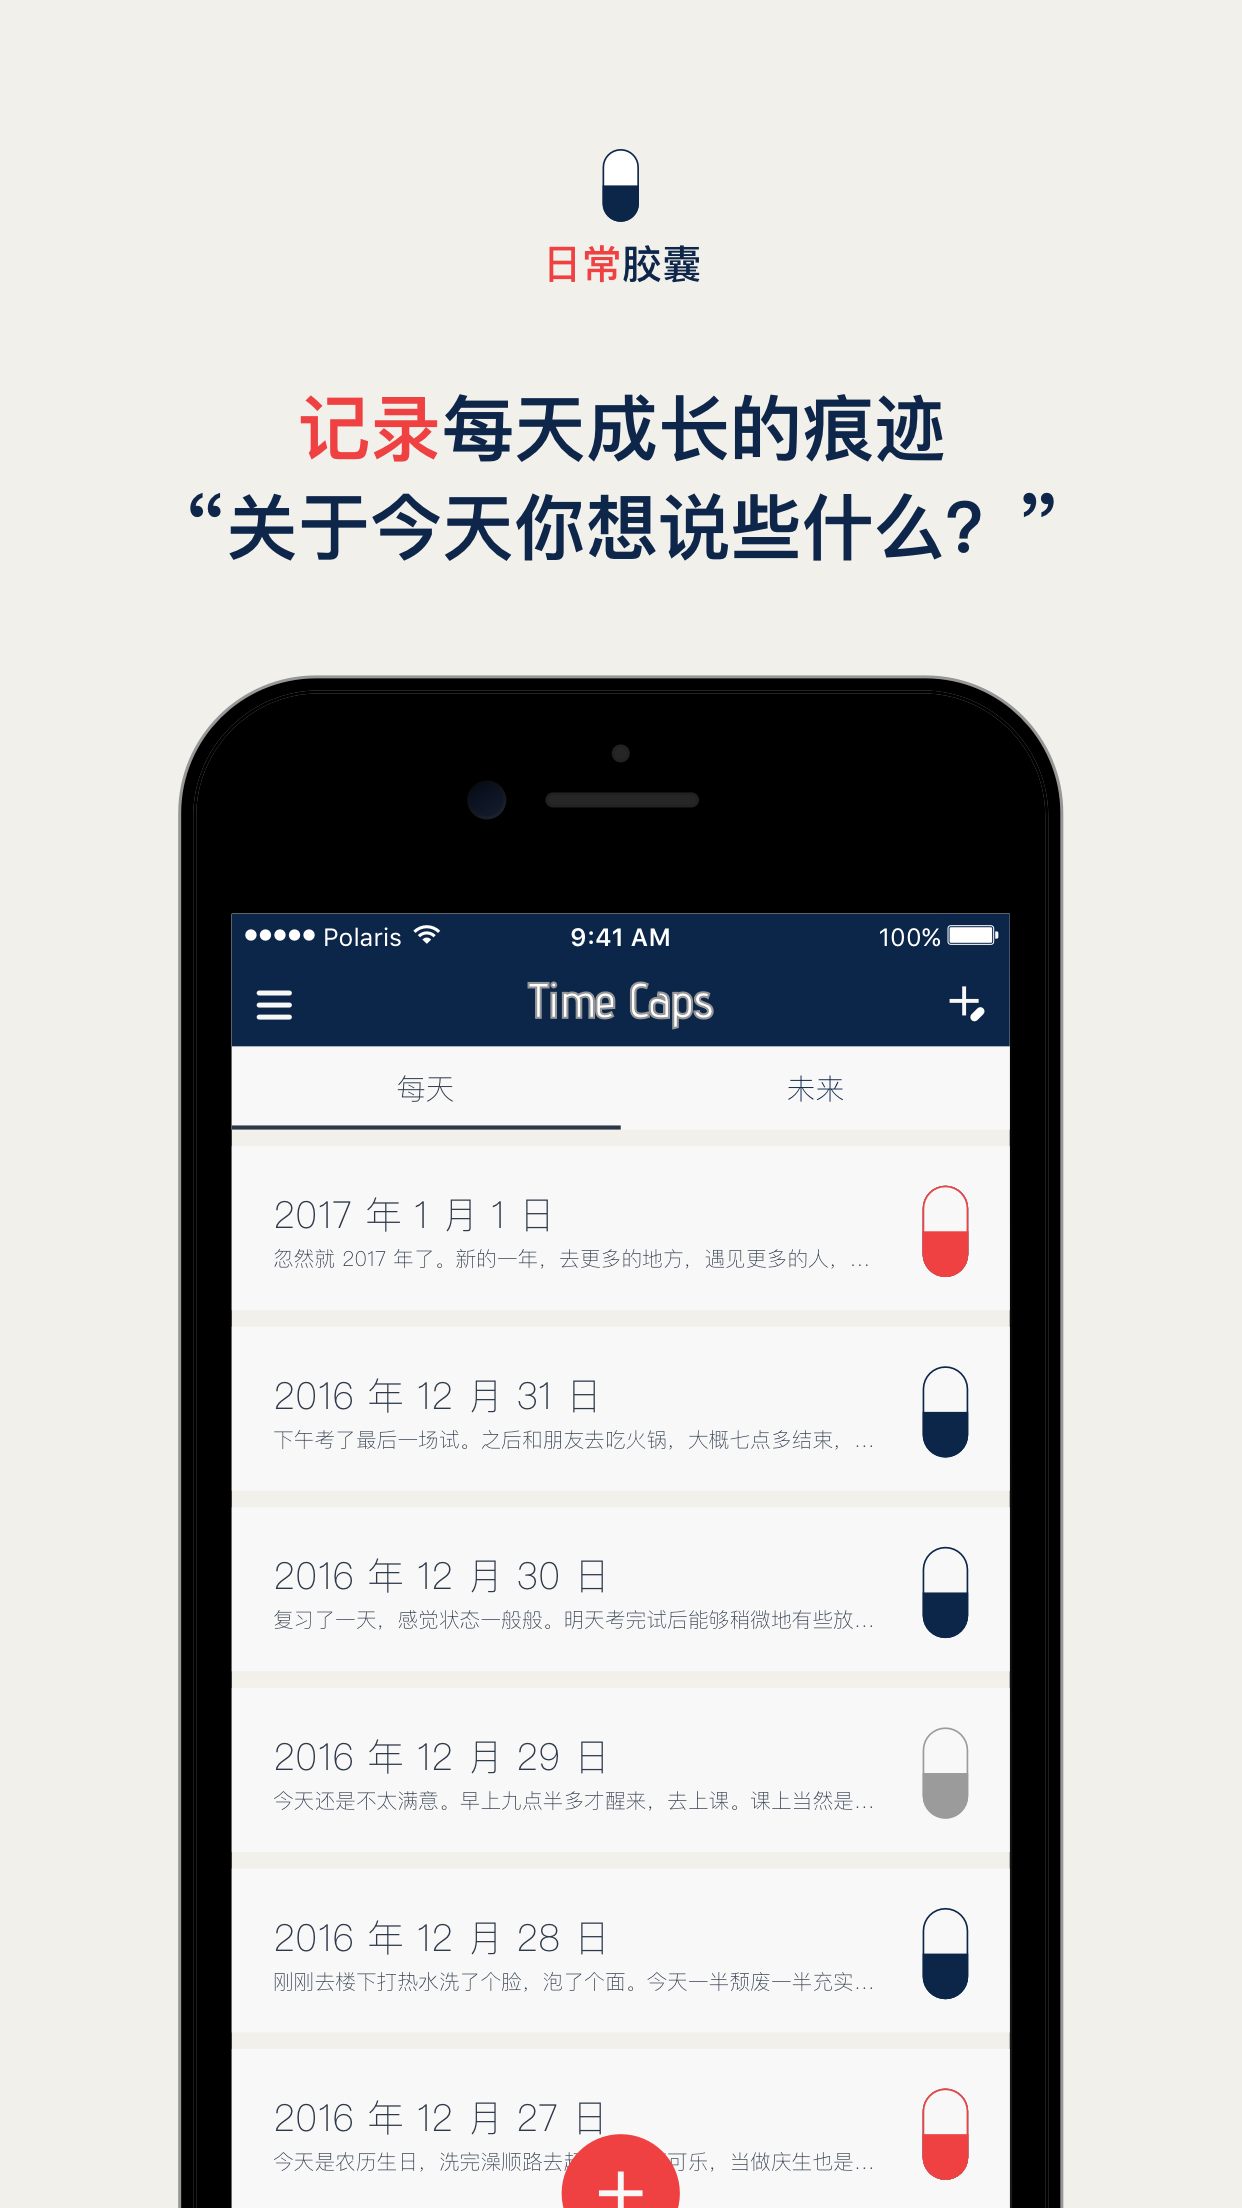 日常胶囊
记录每天成长的痕迹
“关于今天你想说些什么？”
Polaris 9:41 AM 100%
Time Caps
每天 未来
2017 年 1 月 1 日
忽然就 2017 年了。新的一年，去更多的地方，遇见更多的人，...
2016 年 12 月 31 日
下午考了最后一场试。之后和朋友去吃火锅，大概七点多结束，...
2016 年 12 月 30 日
复习了一天，感觉状态一般般。明天考完试后能够稍微地有些放...
2016 年 12 月 29 日
今天还是不太满意。早上九点半多才醒来，去上课。课上当然是...
2016 年 12 月 28 日
刚刚去楼下打热水洗了个脸，泡了个面。今天一半颓废一半充实...
2016 年 12 月 27 日
今天是农历生日，洗完澡顺路去 可乐，当做庆生也是...